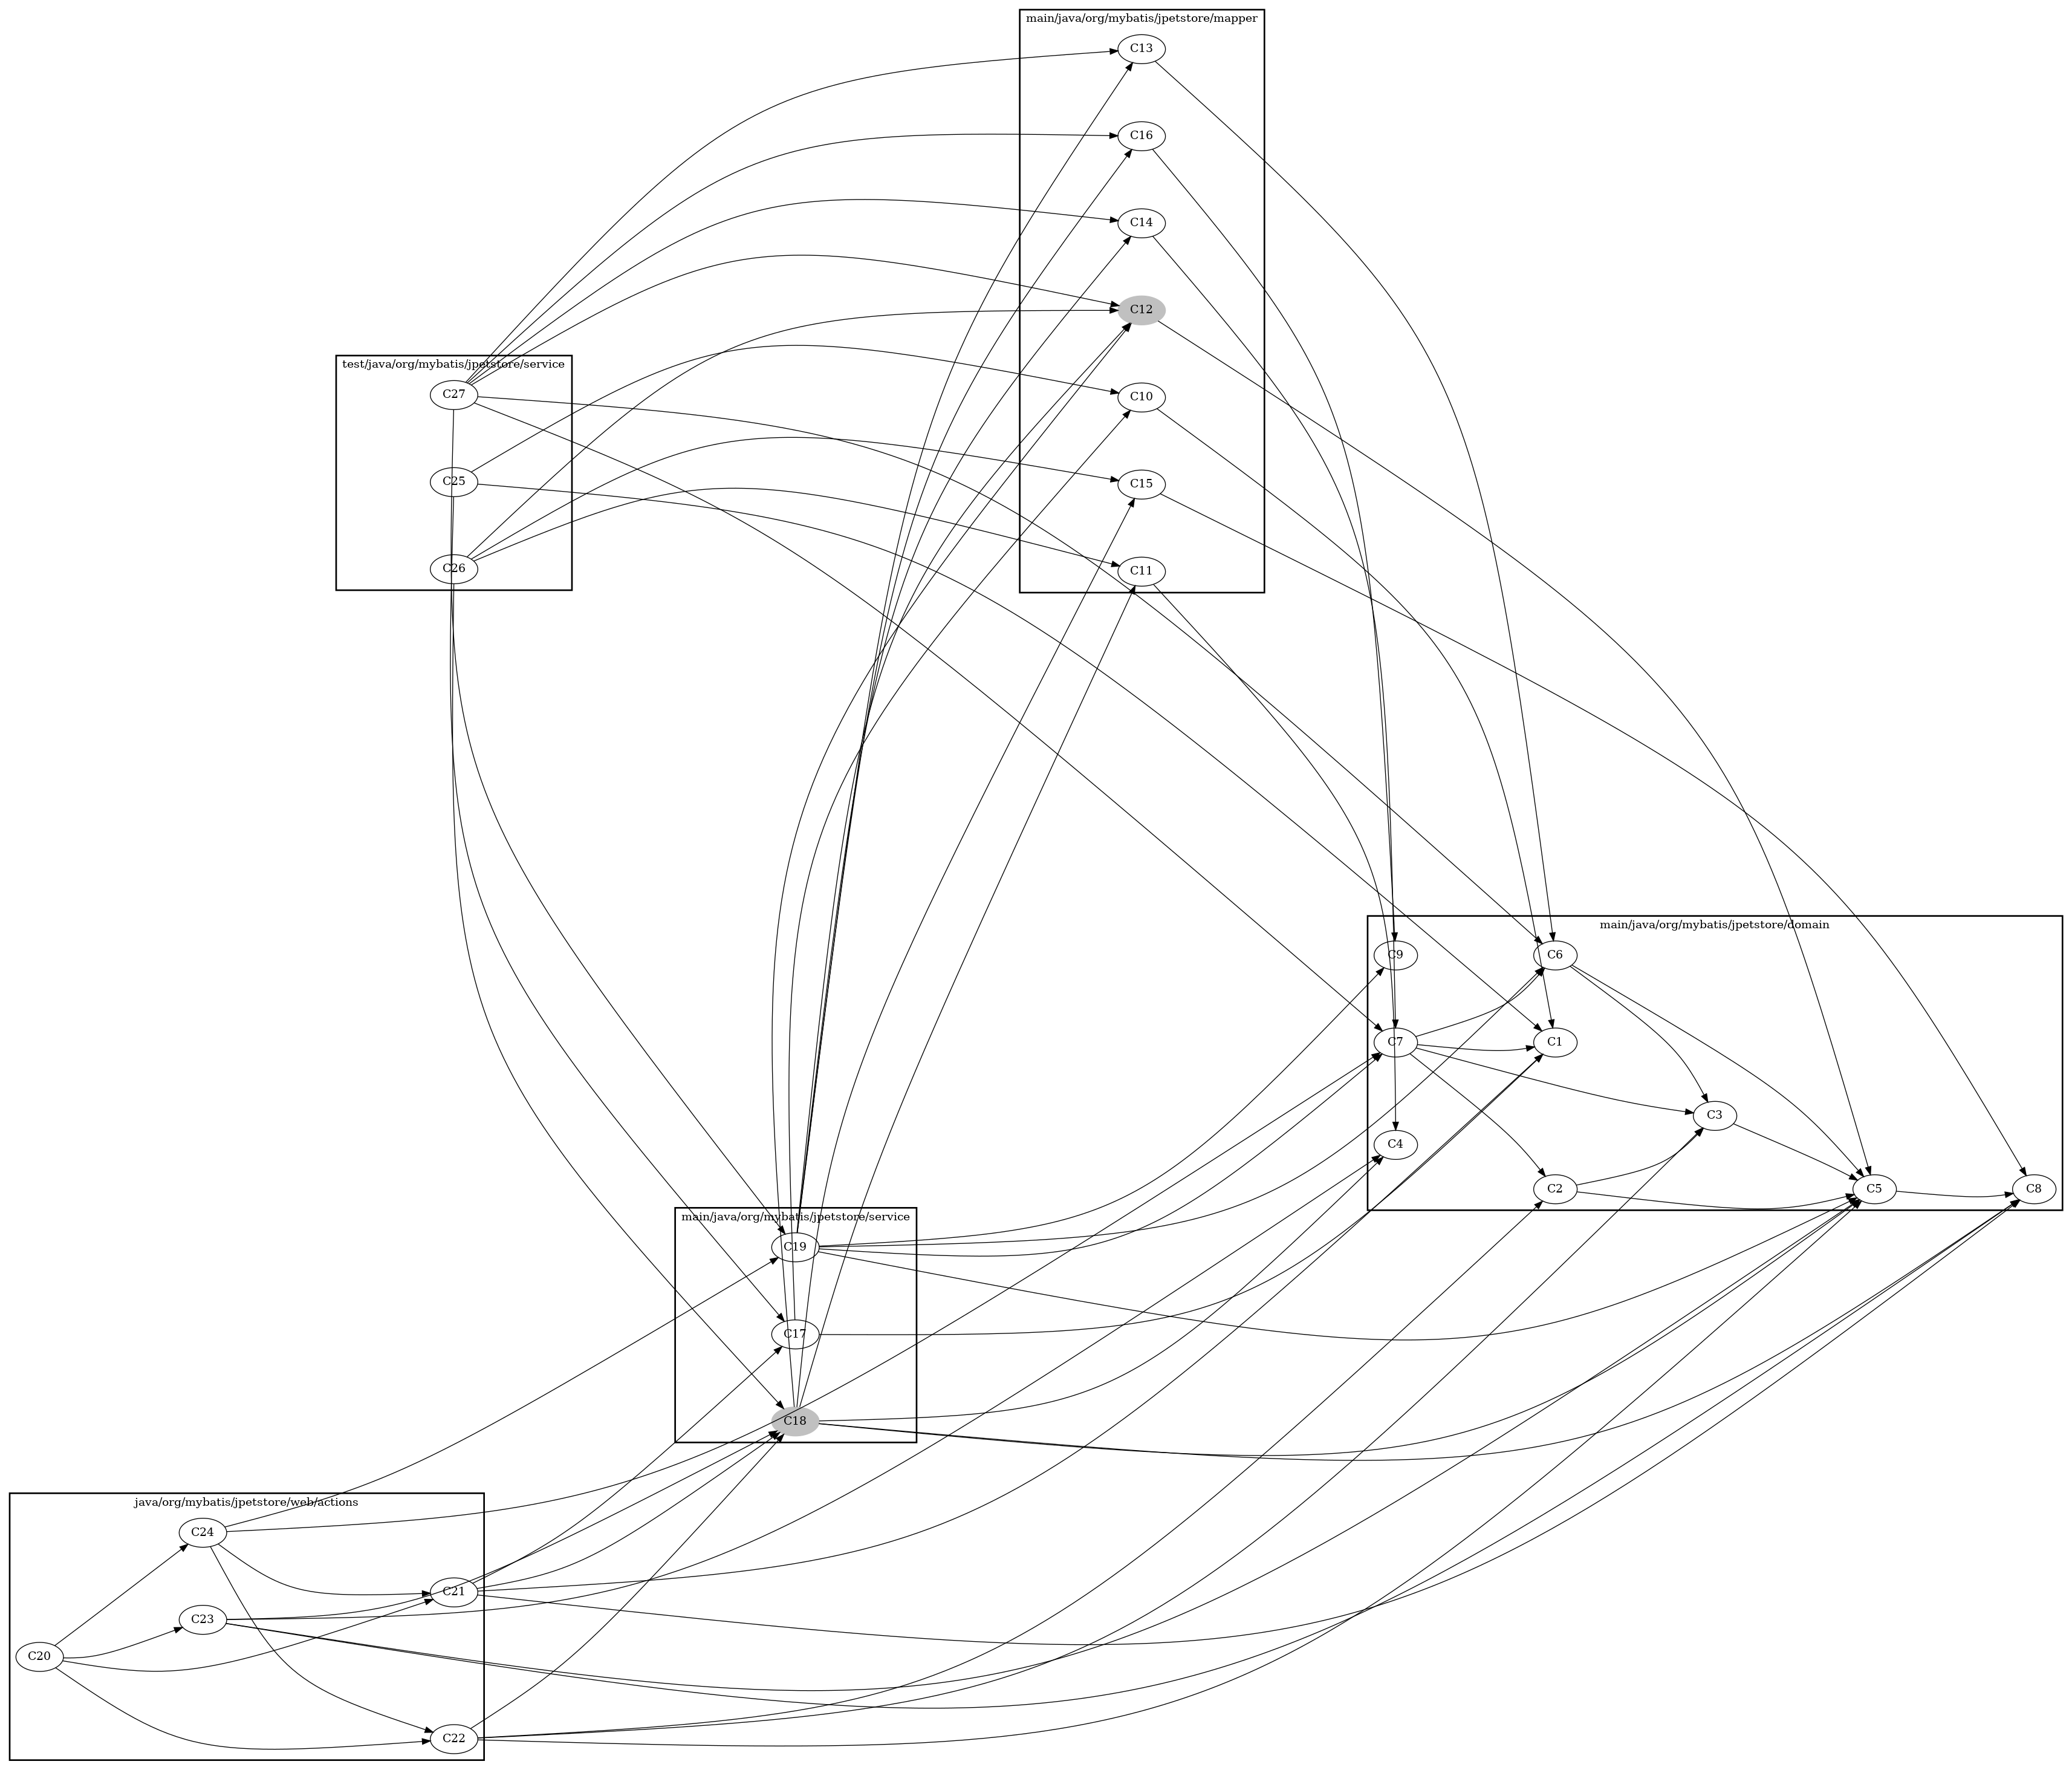 main/java/org/mybatis/jpetstore/mapper
C13
C16
C14
C12
C10
C15
C11
test/java/org/mybatis/jpetstore/service
C27
C25
C26
main/java/org/mybatis/jpetstore/domain
C9
C6
C7
C1
C3
C4
C2
C5
C8
main/java/org/mybatis/jpetstore/service
C19
C17
C18
java/org/mybatis/jpetstore/web/actions
C24
C21
C23
C20
C22